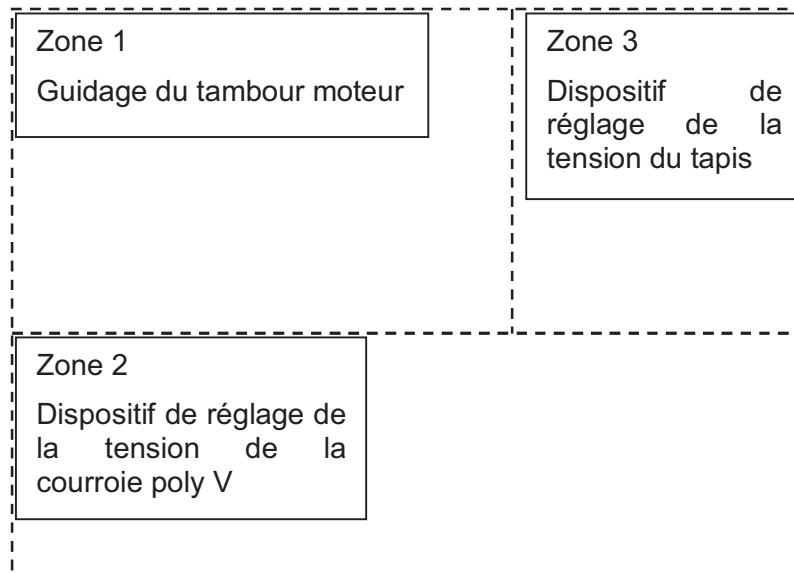 Zone 1
Guidage du tambour moteur
Zone 3
Dispositif de
réglage de la
tension du tapis
Zone 2
Dispositif de réglage de
la tension de la
courroie poly V